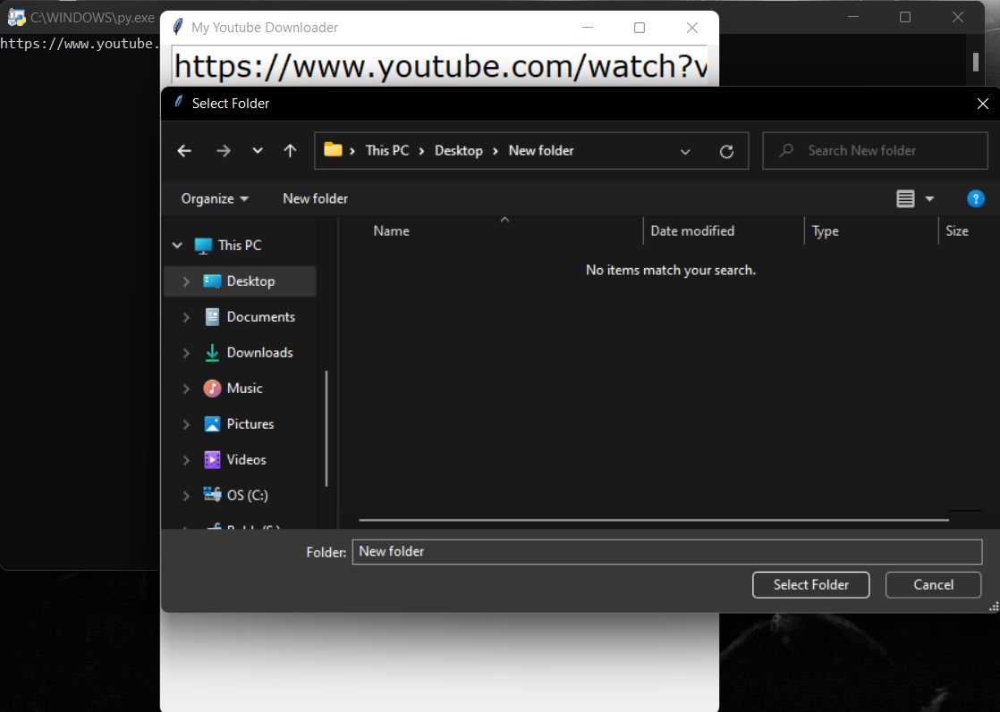 C:\WINDOWS\py.exe
https://www.youtube.
My Youtube Downloader
https://www.youtube.com/watch?v
Select Folder
This PC > Desktop > New folder
Search New folder
Organize
New folder
Name
Date modified
Type
Size
No items match your search.
This PC
Desktop
Documents
Downloads
Music
Pictures
Videos
OS (C:)
Folder: New folder
Select Folder
Cancel